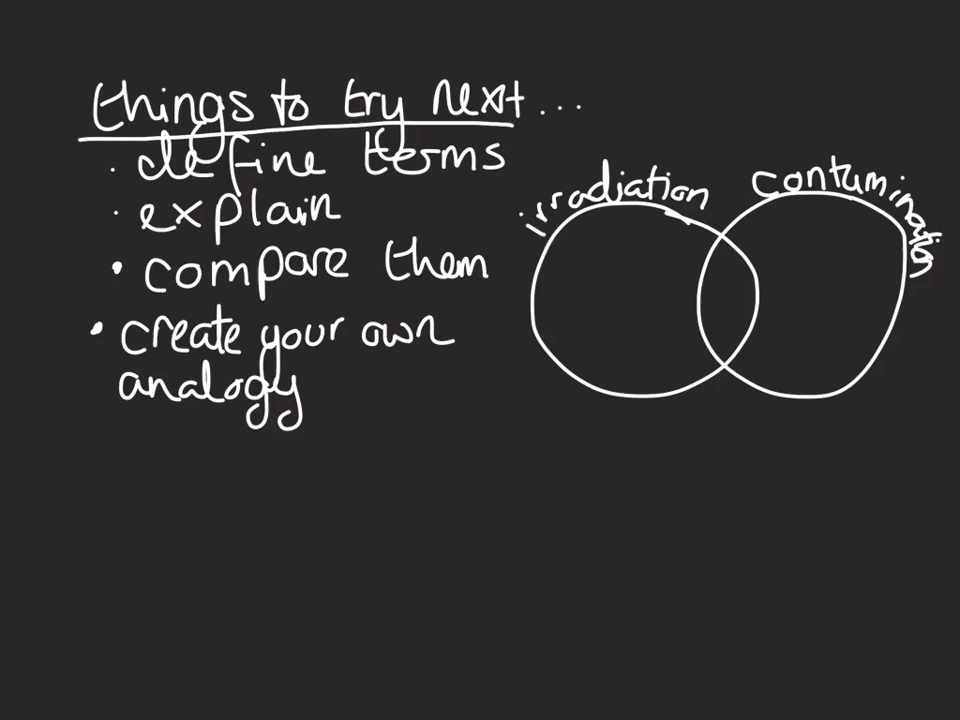 things to try next...
· define terms
· explain
• compare them
• create your own
analogy
irradiation
contamination